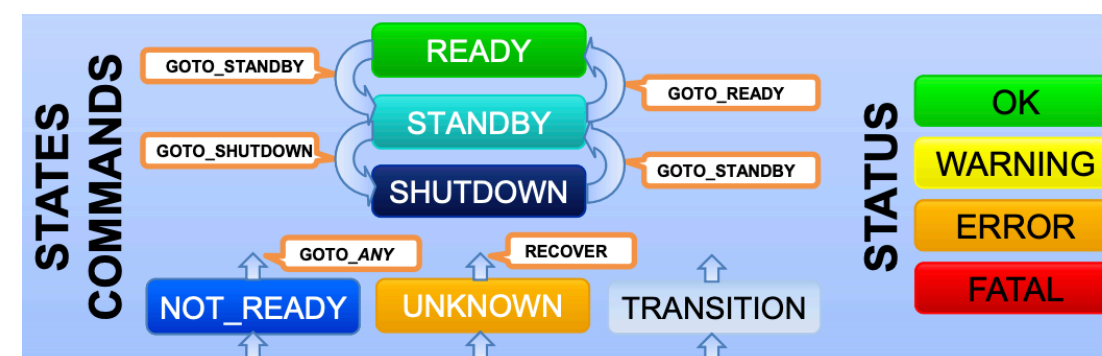 STATES
COMMANDS
READY
GOTO_STANDBY
GOTO_READY
STANDBY
GOTO_SHUTDOWN
GOTO_STANDBY
SHUTDOWN
GOTO_ANY
RECOVER
NOT_READY
UNKNOWN
TRANSITION
STATUS
OK
WARNING
ERROR
FATAL